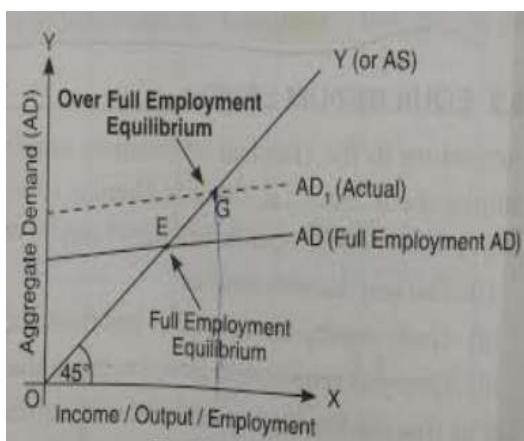 Y
Y (or AS)
Over Full Employment
Equilibrium
AD₁ (Actual)
G
E
AD (Full Employment AD)
Full Employment
Equilibrium
Aggregate Demand (AD)
45°
O
X
Income / Output / Employment